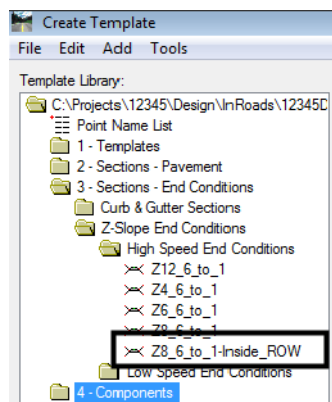 Create Template
File Edit Add Tools
Template Library:
C:\Projects\12345\Design\InRoads\12345D
Point Name List
1 - Templates
2 - Sections - Pavement
3 - Sections - End Conditions
Curb & Gutter Sections
Z-Slope End Conditions
High Speed End Conditions
Z12_6_to_1
Z4_6_to_1
Z6_6_to_1
Z8_6_to_1
Z8_6_to_1-Inside_ROW
Low Speed End Conditions
4 - Components